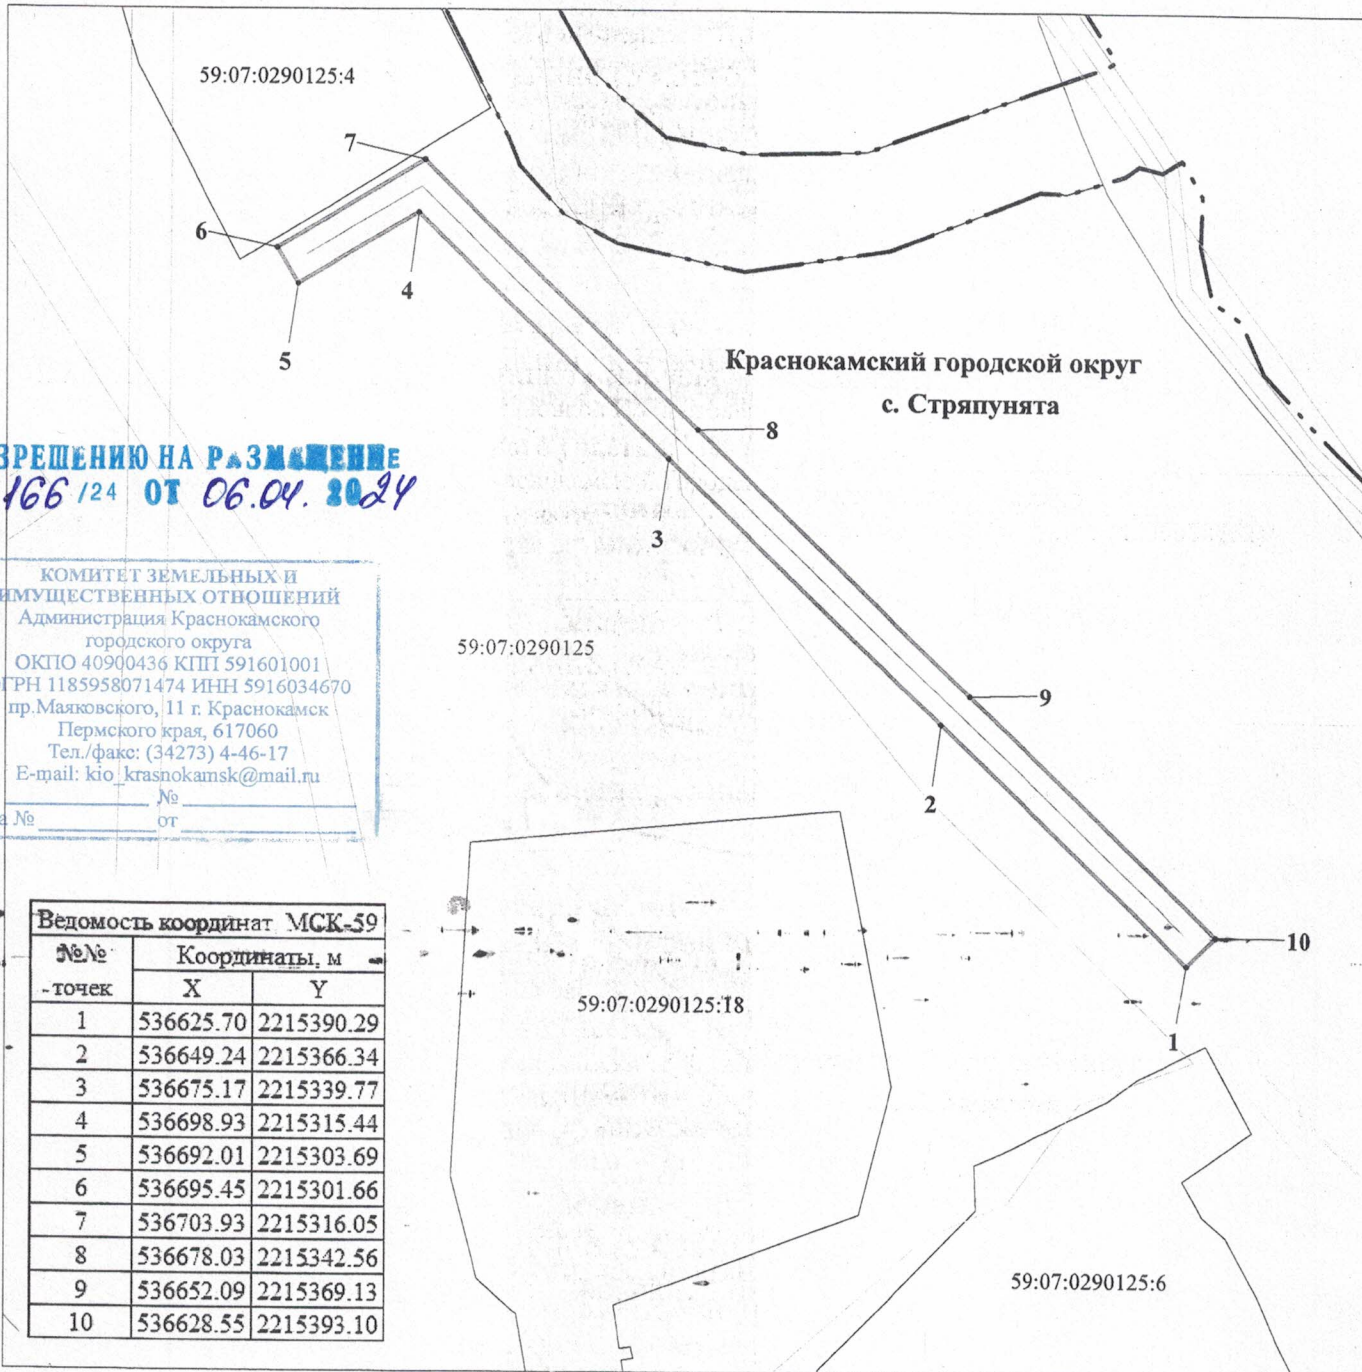 59:07:0290125:4
7
6
4
5
Краснокамский городской округ
с. Стряпунята
8
ЗРЕШЕНИЮ НА РАЗМЕЩЕНИЕ
166/24 ОТ 06.04.2024
3
КОМИТЕТ ЗЕМЕЛЬНЫХ И
ИМУЩЕСТВЕННЫХ ОТНОШЕНИЙ
Администрация Краснокамского
городского округа
ОКПО 40900436 КПП 591601001
ГРН 1185958071474 ИНН 5916034670
пр.Маяковского, 11 г. Краснокамск
Пермского края, 617060
Тел./факс: (34273) 4-46-17
E-mail: kio_krasnokamsk@mail.ru
№
№ от
59:07:0290125
9
2
10
1
59:07:0290125:18
59:07:0290125:6
Ведомость координат МСК-59
№№ Координаты, м
точек X Y
1 536625.70 2215390.29
2 536649.24 2215366.34
3 536675.17 2215339.77
4 536698.93 2215315.44
5 536692.01 2215303.69
6 536695.45 2215301.66
7 536703.93 2215316.05
8 536678.03 2215342.56
9 536652.09 2215369.13
10 536628.55 2215393.10